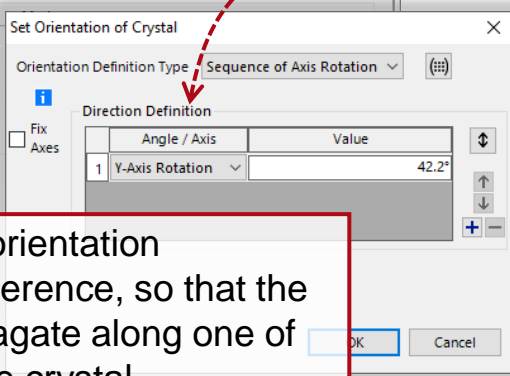 Set Orientation of Crystal
Orientation Definition Type Sequence of Axis Rotation
i
Direction Definition
Fix
Axes
Angle / Axis Value
1 Y-Axis Rotation 42.2°
orientation
erence, so that the
agate along one of
Cancel